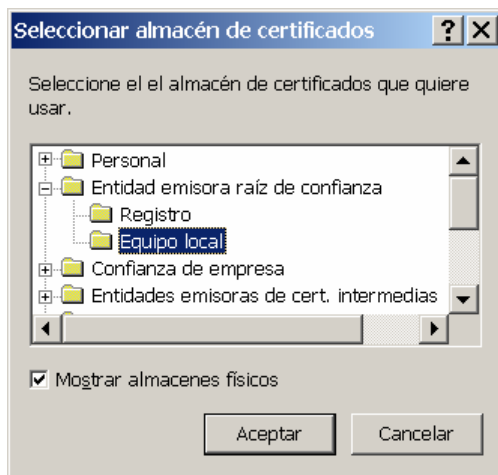 Seleccionar almacén de certificados
Seleccione el el almacén de certificados que quiere
usar.
Personal
Entidad emisora raíz de confianza
Registro
Equipo local
Confianza de empresa
Entidades emisoras de cert. intermedias
Mostrar almacenes físicos
Aceptar Cancelar